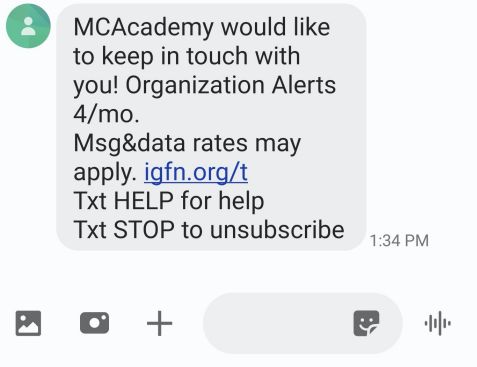 MCAcademy would like
to keep in touch with
you! Organization Alerts
4/mo.
Msg&data rates may
apply. igfn.org/t
Txt HELP for help
Txt STOP to unsubscribe
1:34 PM